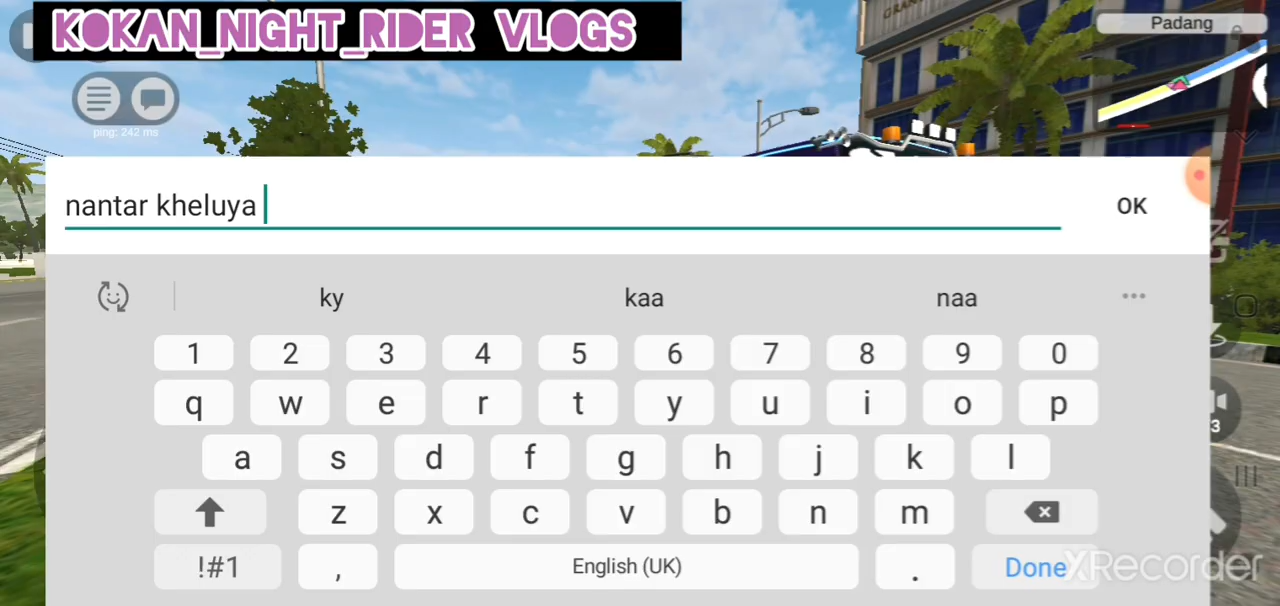 KOKAN_NIGHT_RIDER VLOGS
Padang
ping: 242 ms
nantar kheluya
OK
ky kaa naa
1 2 3 4 5 6 7 8 9 0
q w e r t y u i o p
a s d f g h j k l
z x c v b n m
!#1 , English (UK) . Done
3
XRecorder